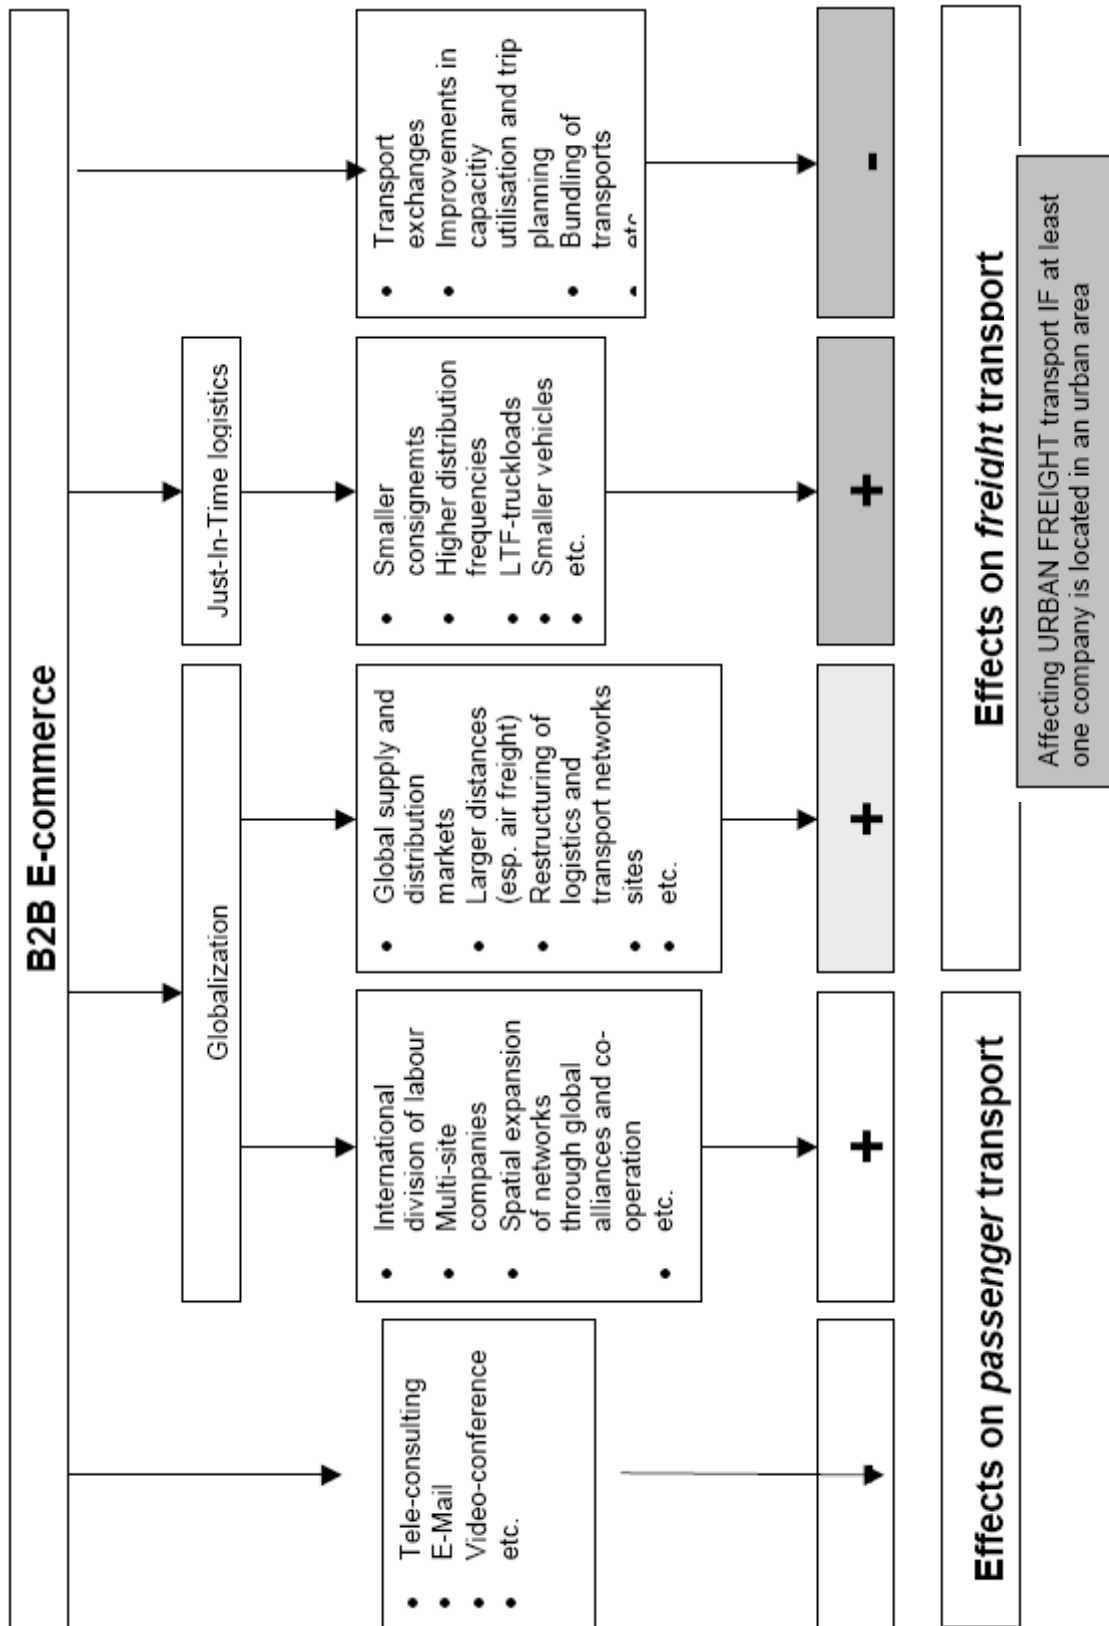 B2B E-commerce
Globalization
Just-In-Time logistics
• Tele-consulting
• E-Mail
• Video-conference
• etc.
• International
division of labour
• Multi-site
companies
• Spatial expansion
of networks
through global
alliances and co-
operation
• etc.
• Global supply and
distribution
markets
• Larger distances
(esp. air freight)
• Restructuring of
logistics and
transport networks
• sites
• etc.
• Smaller
consignemts
• Higher distribution
frequencies
• LTF-truckloads
• Smaller vehicles
• etc.
• Transport
exchanges
• Improvements in
capacitiy
utilisation and trip
planning
• Bundling of
transports
+
+
+
-
Effects on passenger transport
Effects on freight transport
Affecting URBAN FREIGHT transport IF at least
one company is located in an urban area